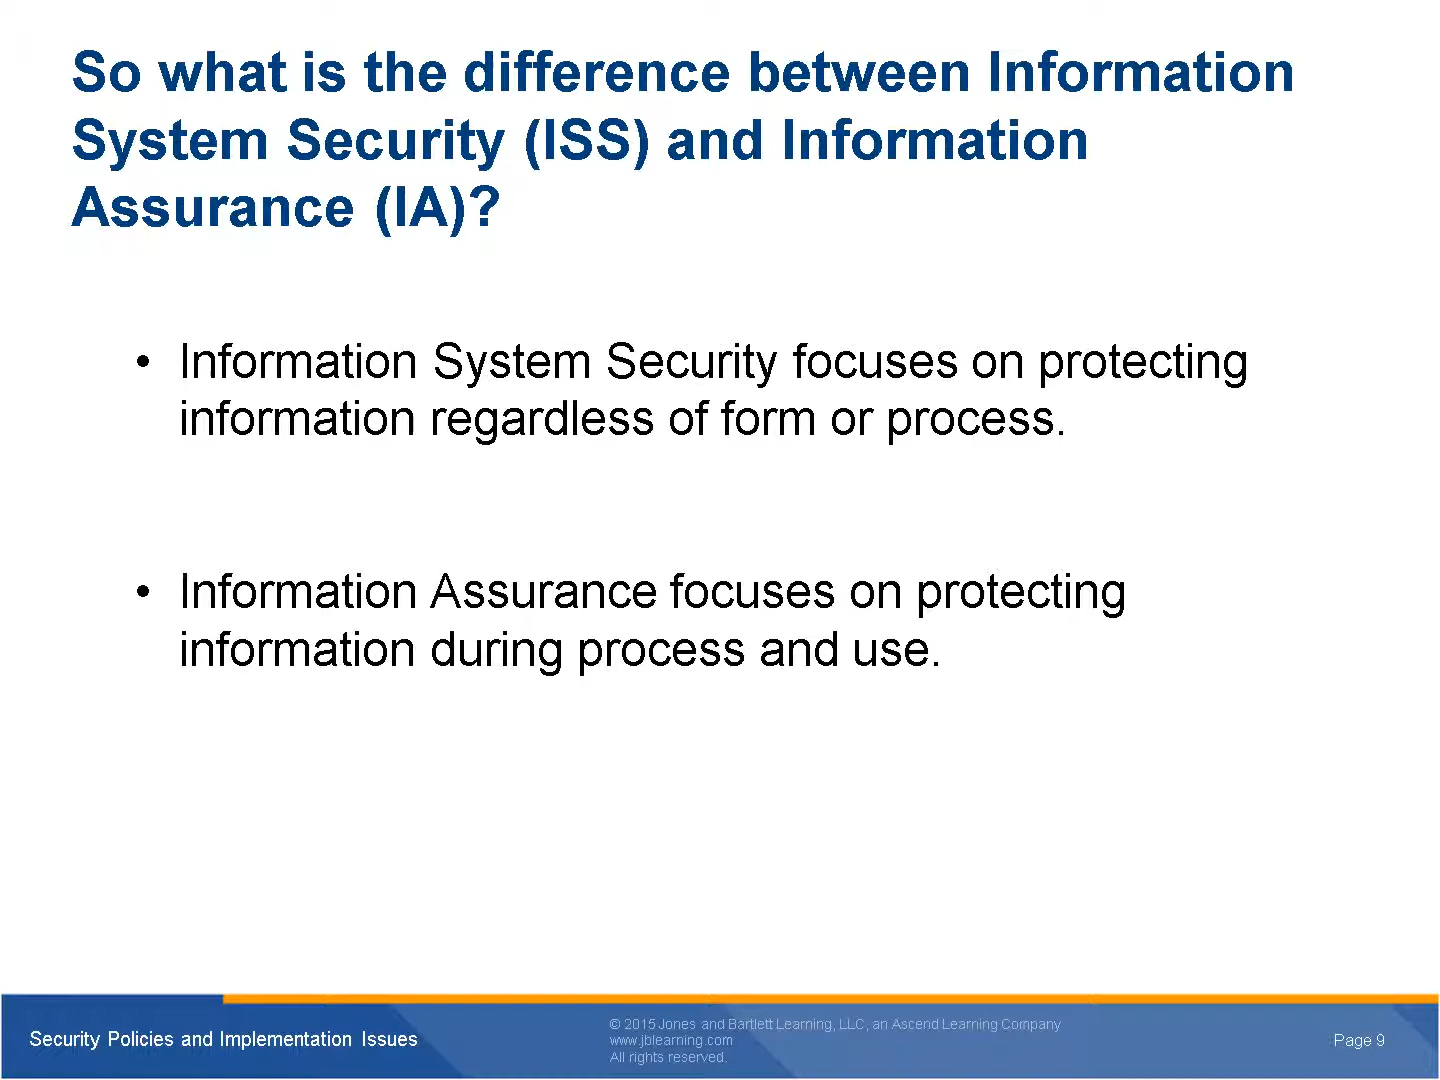 So what is the difference between Information
System Security (ISS) and Information
Assurance (IA)?
• Information System Security focuses on protecting
information regardless of form or process.
• Information Assurance focuses on protecting
information during process and use.
Security Policies and Implementation Issues
© 2015 Jones and Bartlett Learning, LLC, an Ascend Learning Company
www.jblearning.com
All rights reserved.
Page 9